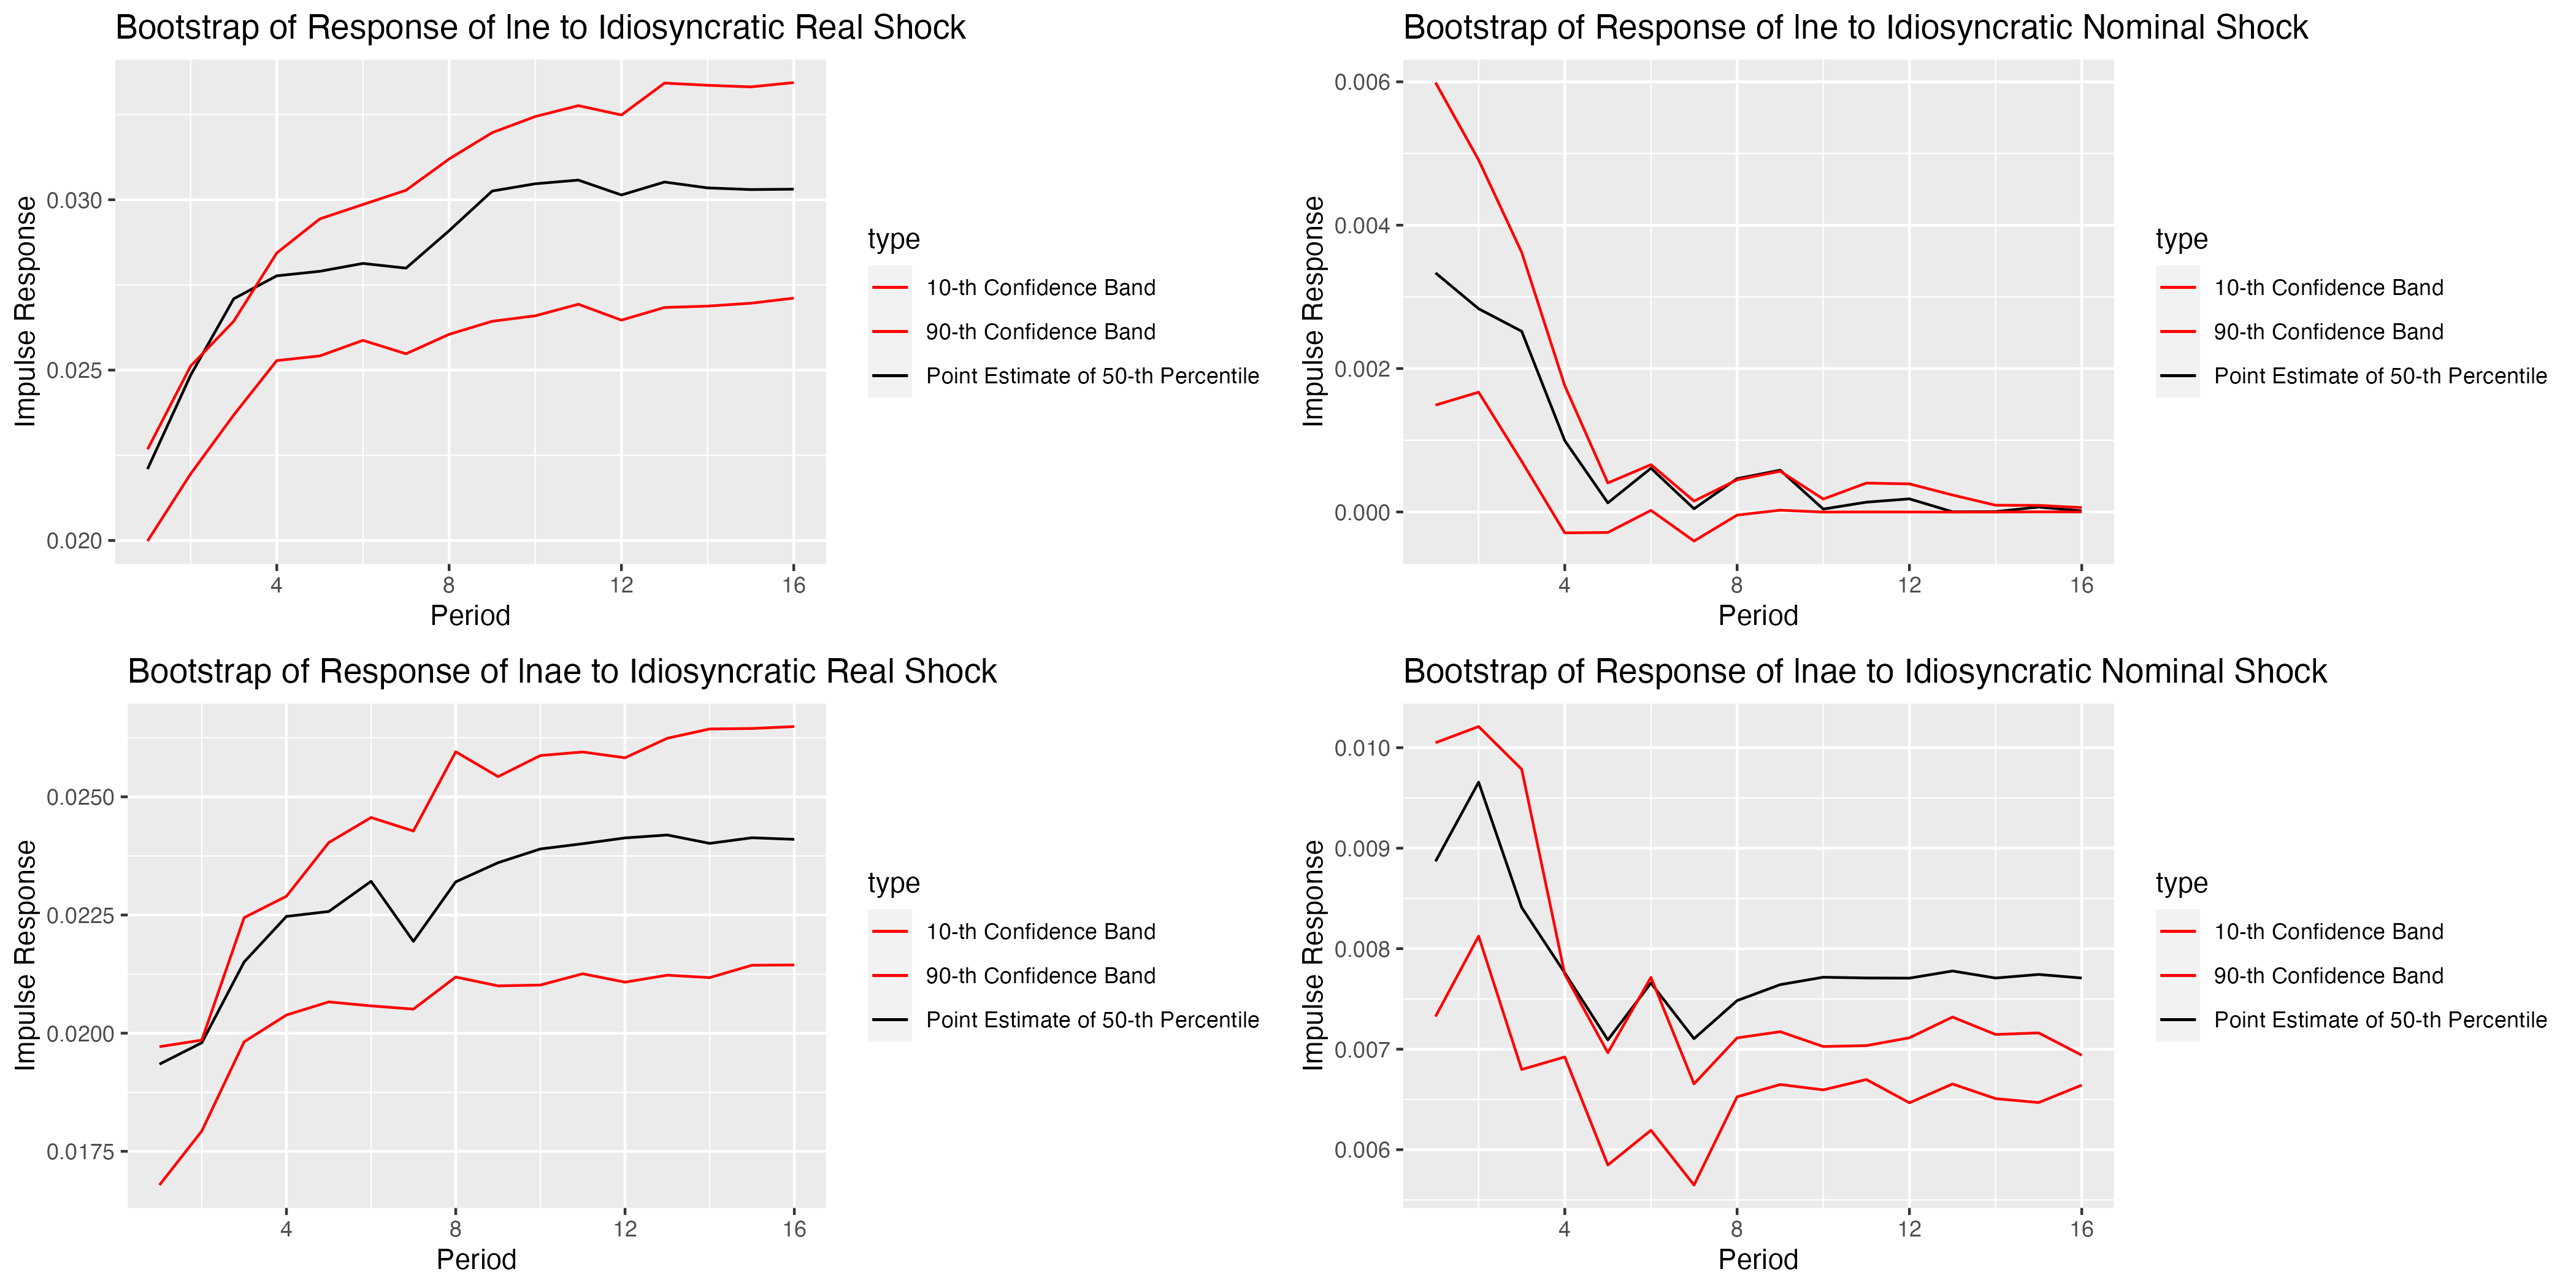 Bootstrap of Response of lne to Idiosyncratic Real Shock
Impulse Response
0.030
0.025
0.020
4 8 12 16
Period
type
10-th Confidence Band
90-th Confidence Band
Point Estimate of 50-th Percentile
Bootstrap of Response of lne to Idiosyncratic Nominal Shock
Impulse Response
0.006
0.004
0.002
0.000
4 8 12 16
Period
type
10-th Confidence Band
90-th Confidence Band
Point Estimate of 50-th Percentile
Bootstrap of Response of lnae to Idiosyncratic Real Shock
Impulse Response
0.0250
0.0225
0.0200
0.0175
4 8 12 16
Period
type
10-th Confidence Band
90-th Confidence Band
Point Estimate of 50-th Percentile
Bootstrap of Response of lnae to Idiosyncratic Nominal Shock
Impulse Response
0.010
0.009
0.008
0.007
0.006
4 8 12 16
Period
type
10-th Confidence Band
90-th Confidence Band
Point Estimate of 50-th Percentile